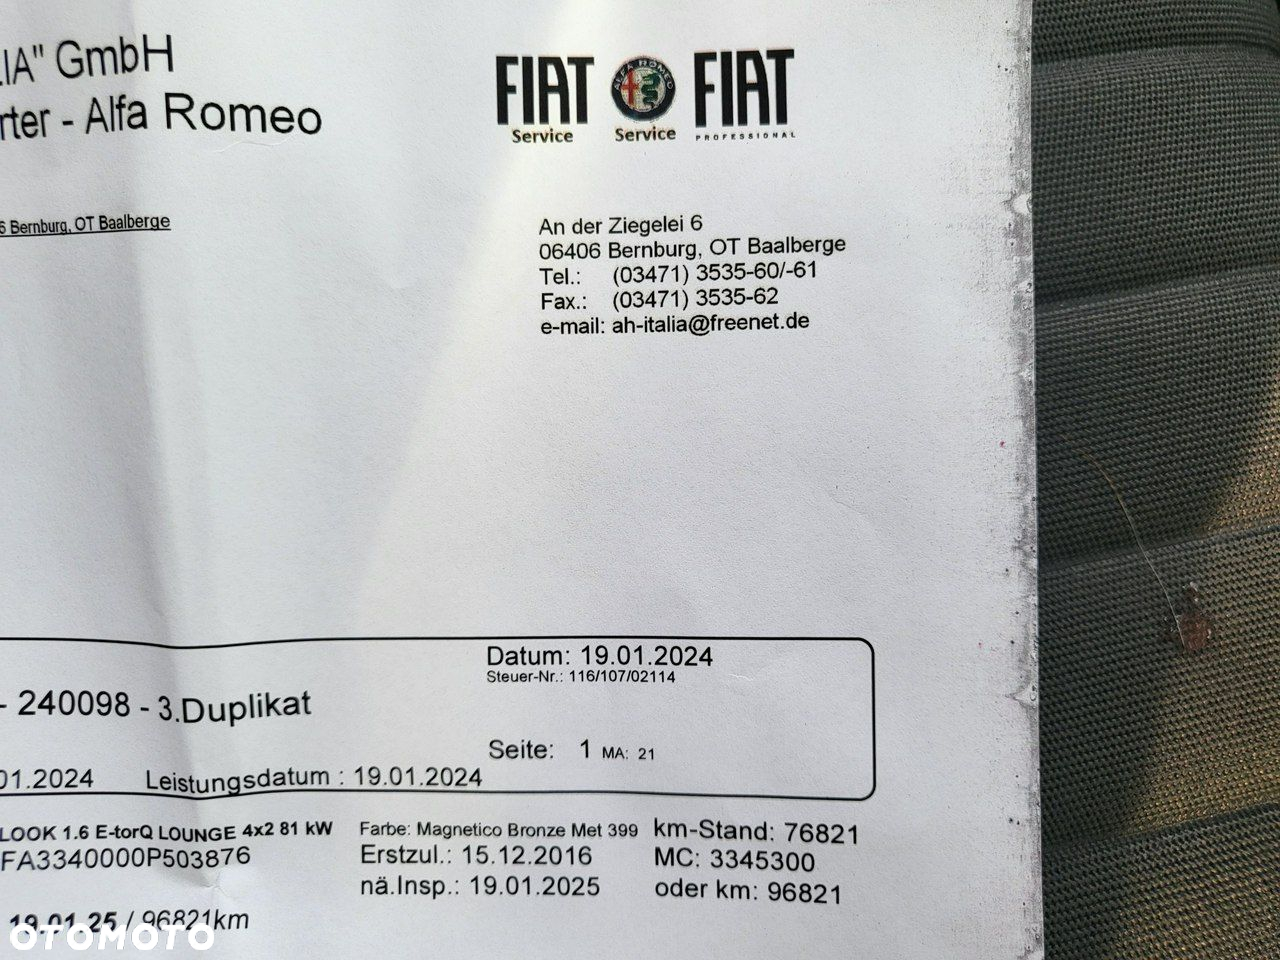 LIA" GmbH
rter - Alfa Romeo
FIAT
Service
ALFA ROMEO
Service
FIAT
PROFESSIONAL
6 Bernburg, OT Baalberge
An der Ziegelei 6
06406 Bernburg, OT Baalberge
Tel.: (03471) 3535-60/-61
Fax.: (03471) 3535-62
e-mail: ah-italia@freenet.de
Datum: 19.01.2024
Steuer-Nr.: 116/107/02114
- 240098 - 3.Duplikat
Seite: 1 MA: 21
01.2024 Leistungsdatum : 19.01.2024
LOOK 1.6 E-torQ LOUNGE 4x2 81 kW Farbe: Magnetico Bronze Met 399 km-Stand: 76821
FA3340000P503876 Erstzul.: 15.12.2016 MC: 3345300
nä.Insp.: 19.01.2025 oder km: 96821
19.01.25 / 96821km
OTOMOTO